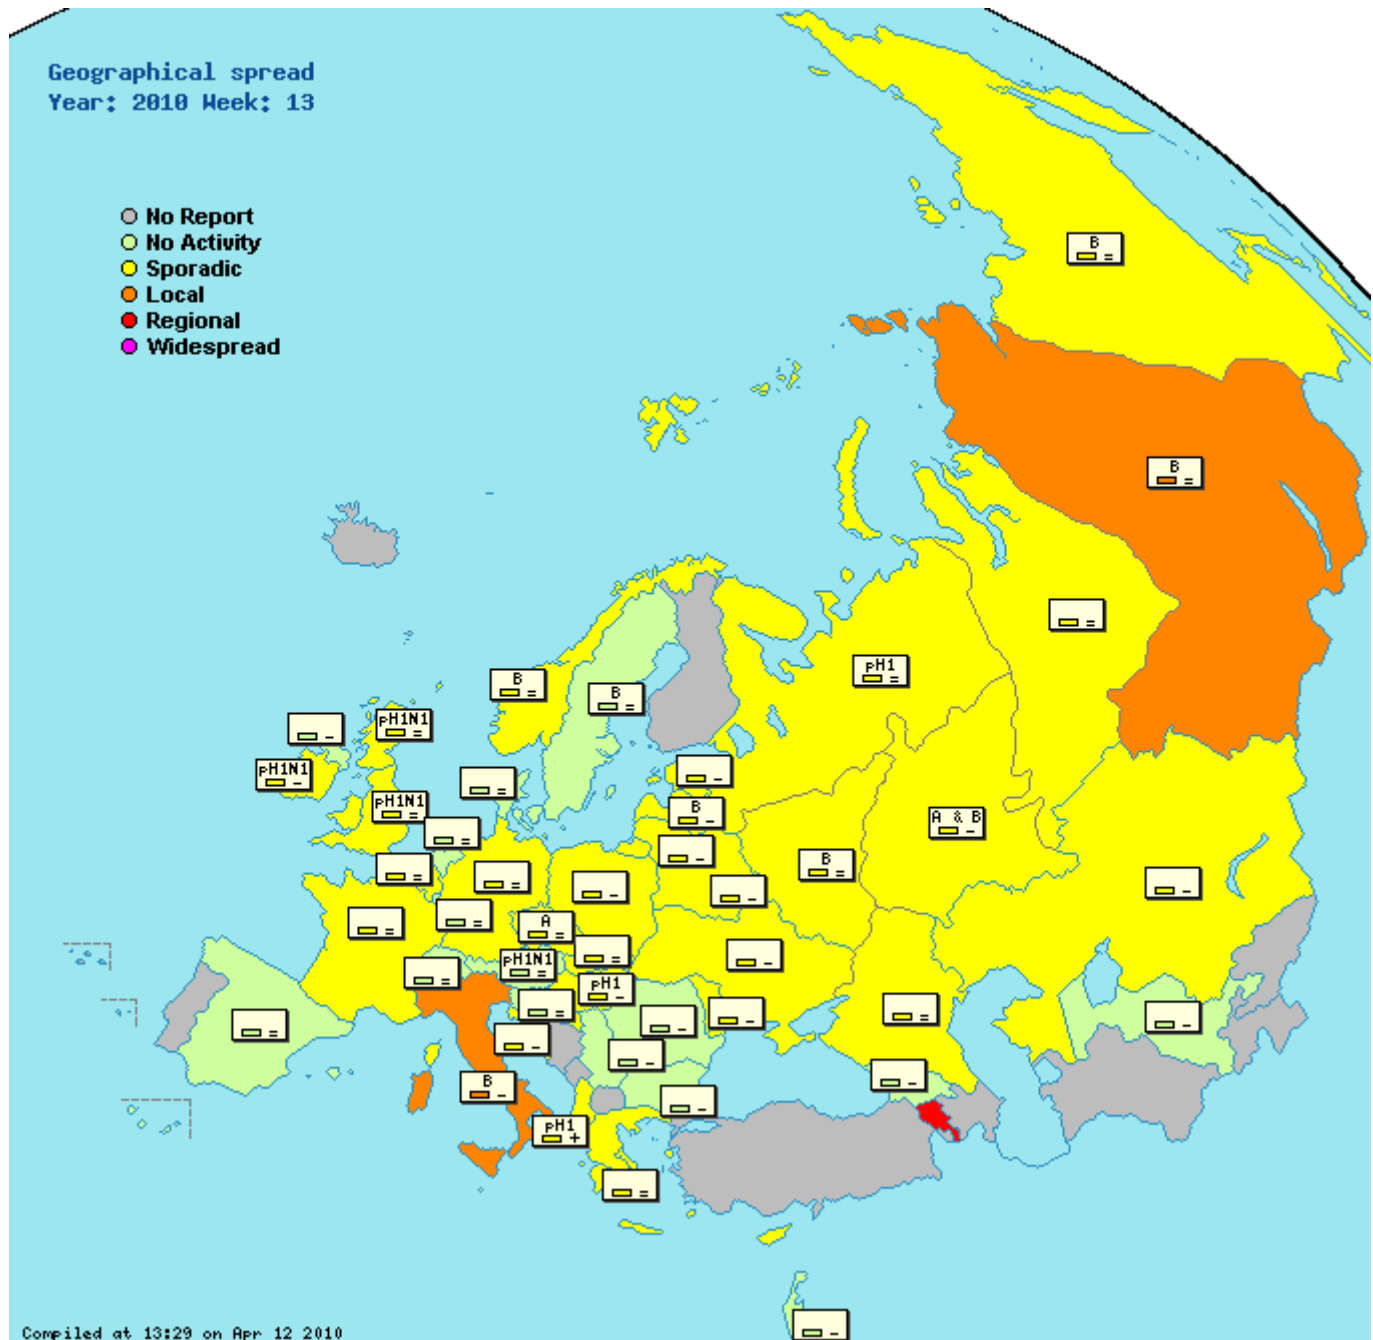 Geographical spread
Year: 2010 Week: 13
No Report
No Activity
Sporadic
Local
Regional
Widespread
B
=
B
=
=
pH1
=
B
=
B
=
-
pH1N1
=
pH1N1
-
=
-
pH1N1
=
B
-
=
A & B
-
-
=
=
B
=
-
-
=
-
=
=
A
=
=
-
pH1N1
=
=
pH1
-
=
=
-
-
=
-
=
-
-
-
B
-
-
pH1
+
=
-
Compiled at 13:29 on Apr 12 2010